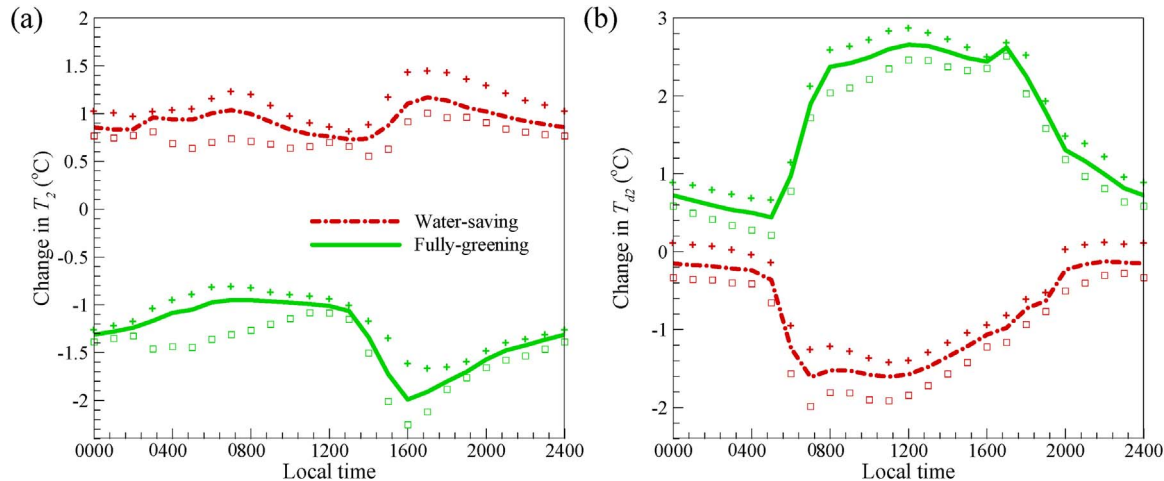 (a)
2
1.5
1
0.5
0
-0.5
-1
-1.5
-2
Change in T2 (oC)
Water-saving
Fully-greening
0000 0400 0800 1200 1600 2000 2400
Local time
(b)
3
2
1
0
-1
-2
Change in Td2 (oC)
0000 0400 0800 1200 1600 2000 2400
Local time